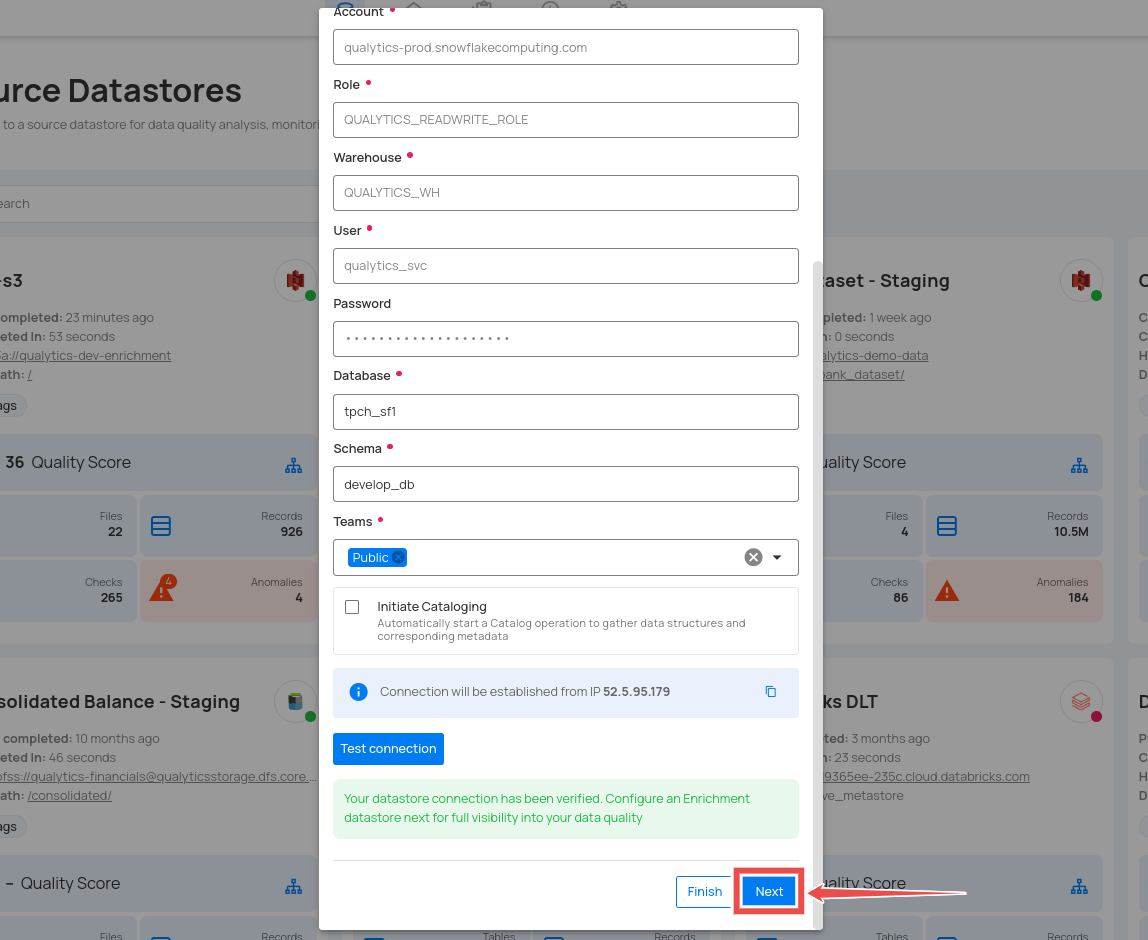 Account
qualytics-prod.snowflakecomputing.com
urce Datastores
Role
to a source datastore for data quality analysis, monitori
QUALYTICS_READWRITE_ROLE
Warehouse
QUALYTICS_WH
earch
User
qualytics_svc
-s3
aset - Staging
Password
ompleted: 23 minutes ago
pleted: 1 week ago
eted In: 53 seconds
n: 0 seconds
a://qualytics-dev-enrichment
alytics-demo-data
ath: /
bank_dataset/
Database
tpch_sf1
ags
Schema
36 Quality Score
uality Score
develop_db
Teams
Files
22
Records
926
Files
4
Records
10.5M
Public
Checks
265
4
Anomalies
4
Checks
86
Anomalies
184
Initiate Cataloging
Automatically start a Catalog operation to gather data structures and
corresponding metadata
Connection will be established from IP 52.5.95.179
solidated Balance - Staging
ks DLT
completed: 10 months ago
ted: 3 months ago
Test connection
eted In: 46 seconds
n: 23 seconds
ofss://qualytics-financials@qualyticsstorage.dfs.core...
9365ee-235c.cloud.databricks.com
ath: /consolidated/
ve_metastore
Your datastore connection has been verified. Configure an Enrichment
datastore next for full visibility into your data quality
ags
– Quality Score
uality Score
Finish
Next
Files
Records
Tables
Records
Tables
Records